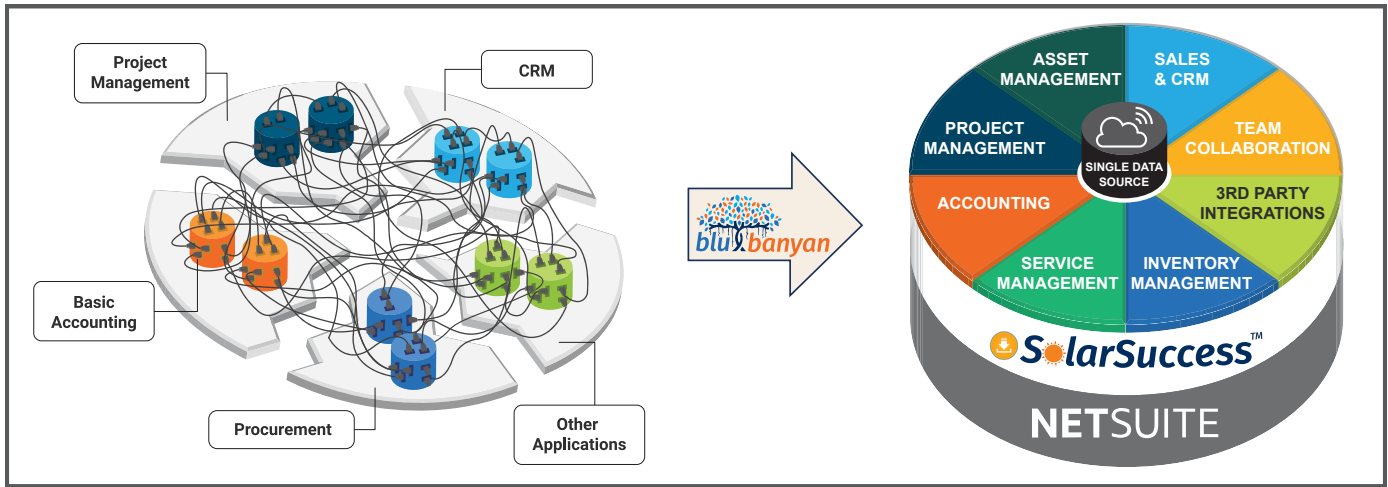 Project
Management
CRM
Basic
Accounting
Procurement
Other
Applications
blu banyan
ASSET
MANAGEMENT
SALES
& CRM
PROJECT
MANAGEMENT
TEAM
COLLABORATION
SINGLE DATA
SOURCE
ACCOUNTING
3RD PARTY
INTEGRATIONS
SERVICE
MANAGEMENT
INVENTORY
MANAGEMENT
SolarSuccess™
NETSUITE